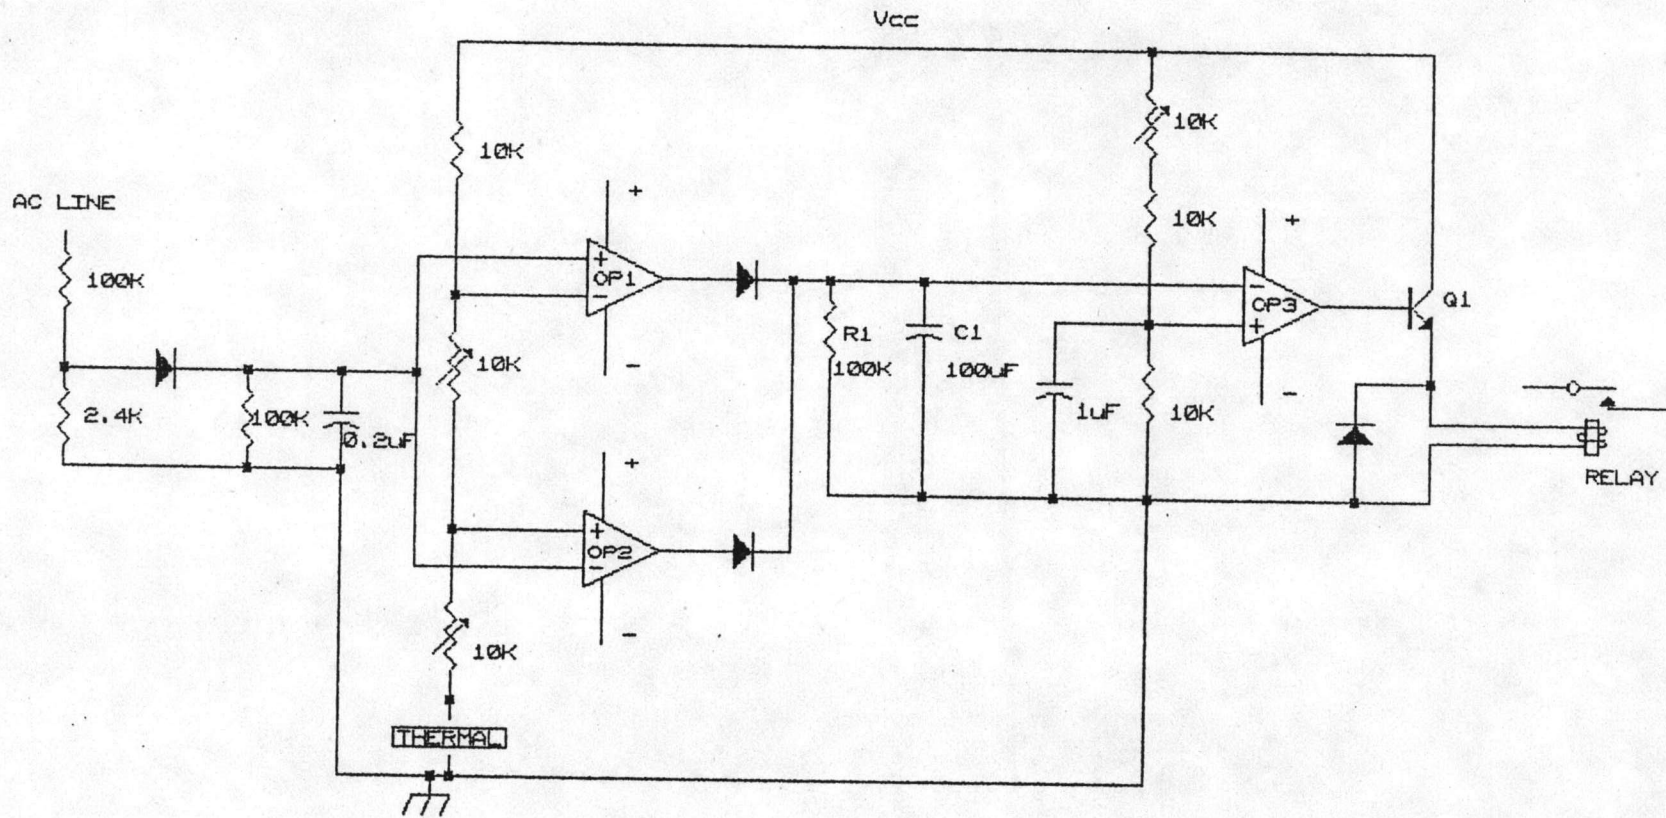 Vcc
10K
10K
AC LINE
100K
+
+
OP1
-
-
10K
2.4K
100K
0.2uF
+
+
OP2
-
-
10K
THERMAL
R1
100K
C1
100uF
1uF
10K
10K
+
-
OP3
+
-
Q1
RELAY